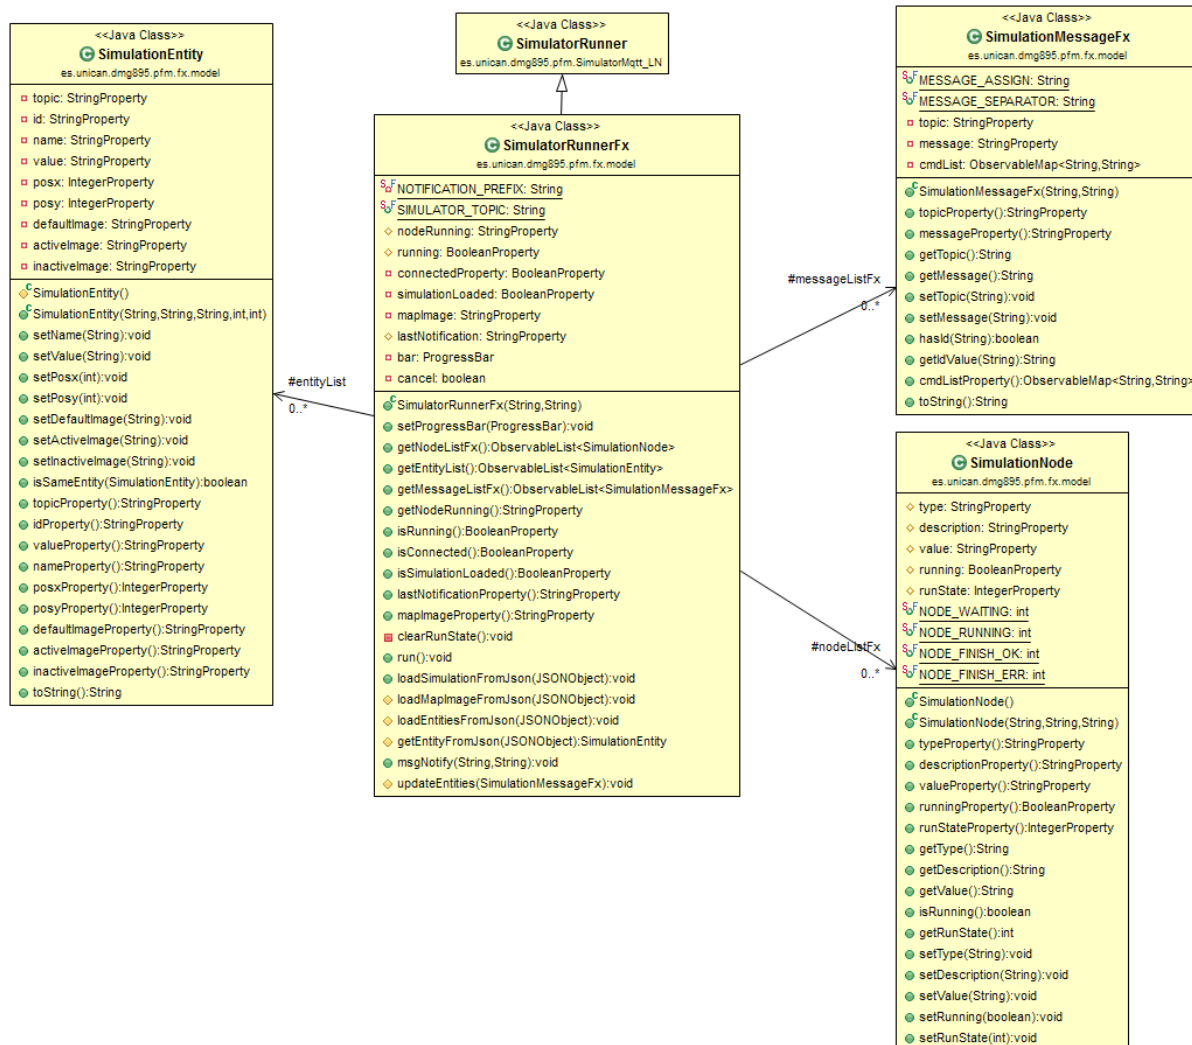 <<Java Class>>
SimulationEntity
es.unican.dmg895.pfm.fx.model
topic: StringProperty
id: StringProperty
name: StringProperty
value: StringProperty
posx: IntegerProperty
posy: IntegerProperty
defaultImage: StringProperty
activeImage: StringProperty
inactiveImage: StringProperty
SimulationEntity()
SimulationEntity(String,String,String,int,int)
setName(String):void
setValue(String):void
setPosx(int):void
setPosy(int):void
setDefaultImage(String):void
setActiveImage(String):void
setInactiveImage(String):void
isSameEntity(SimulationEntity):boolean
topicProperty():StringProperty
idProperty():StringProperty
valueProperty():StringProperty
nameProperty():StringProperty
posxProperty():IntegerProperty
posyProperty():IntegerProperty
defaultImageProperty():StringProperty
activeImageProperty():StringProperty
inactiveImageProperty():StringProperty
toString():String
#entityList
0..*
<<Java Class>>
SimulatorRunner
es.unican.dmg895.pfm.SimulatorMqtt_LN
<<Java Class>>
SimulatorRunnerFx
es.unican.dmg895.pfm.fx.model
NOTIFICATION_PREFIX: String
SIMULATOR_TOPIC: String
nodeRunning: StringProperty
running: BooleanProperty
connectedProperty: BooleanProperty
simulationLoaded: BooleanProperty
mapImage: StringProperty
lastNotification: StringProperty
bar: ProgressBar
cancel: boolean
SimulatorRunnerFx(String,String)
setProgressBar(ProgressBar):void
getNodeListFx():ObservableList<SimulationNode>
getEntityList():ObservableList<SimulationEntity>
getMessageListFx():ObservableList<SimulationMessageFx>
getNodeRunning():StringProperty
isRunning():BooleanProperty
isConnected():BooleanProperty
isSimulationLoaded():BooleanProperty
lastNotificationProperty():StringProperty
mapImageProperty():StringProperty
clearRunState():void
run():void
loadSimulationFromJson(JSONObject):void
loadMapImageFromJson(JSONObject):void
loadEntitiesFromJson(JSONObject):void
getEntityFromJson(JSONObject):SimulationEntity
msgNotify(String,String):void
updateEntities(SimulationMessageFx):void
#messageListFx
0..*
#nodeListFx
0..*
<<Java Class>>
SimulationMessageFx
es.unican.dmg895.pfm.fx.model
MESSAGE_ASSIGN: String
MESSAGE_SEPARATOR: String
topic: StringProperty
message: StringProperty
cmdList: ObservableMap<String,String>
SimulationMessageFx(String,String)
topicProperty():StringProperty
messageProperty():StringProperty
getTopic():String
getMessage():String
setTopic(String):void
setMessage(String):void
hasId(String):boolean
getIdValue(String):String
cmdListProperty():ObservableMap<String,String>
toString():String
<<Java Class>>
SimulationNode
es.unican.dmg895.pfm.fx.model
type: StringProperty
description: StringProperty
value: StringProperty
running: BooleanProperty
runState: IntegerProperty
NODE_WAITING: int
NODE_RUNNING: int
NODE_FINISH_OK: int
NODE_FINISH_ERR: int
SimulationNode()
SimulationNode(String,String,String)
typeProperty():StringProperty
descriptionProperty():StringProperty
valueProperty():StringProperty
runningProperty():BooleanProperty
runStateProperty():IntegerProperty
getType():String
getDescription():String
getValue():String
isRunning():boolean
getRunState():int
setType(String):void
setDescription(String):void
setValue(String):void
setRunning(boolean):void
setRunState(int):void